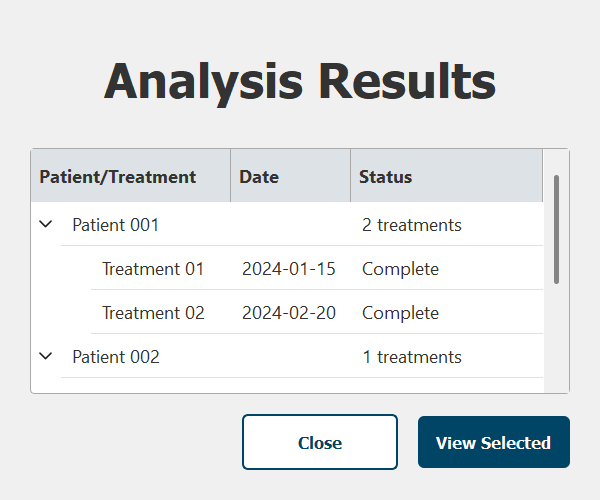 Analysis Results
Patient/Treatment Date Status
Patient 001 2 treatments
Treatment 01 2024-01-15 Complete
Treatment 02 2024-02-20 Complete
Patient 002 1 treatments
Close View Selected